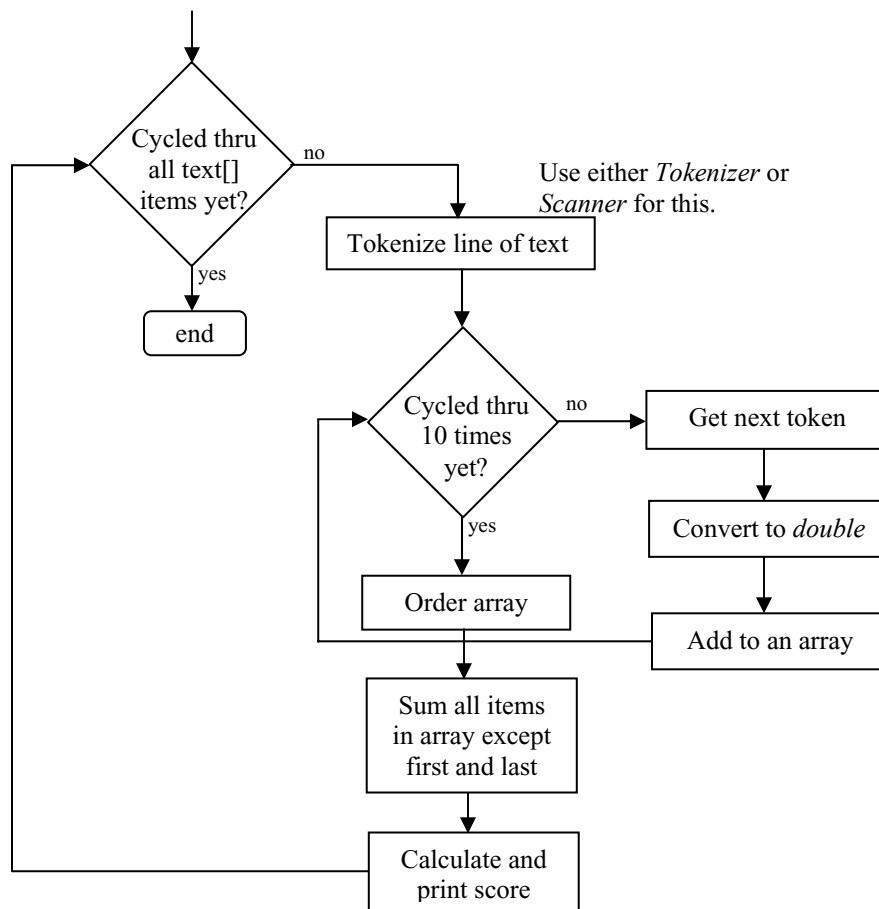 Cycled thru
all text[]
items yet?
no
yes
end
Use either Tokenizer or
Scanner for this.
Tokenize line of text
Cycled thru
10 times
yet?
no
yes
Get next token
Convert to double
Add to an array
Order array
Sum all items
in array except
first and last
Calculate and
print score